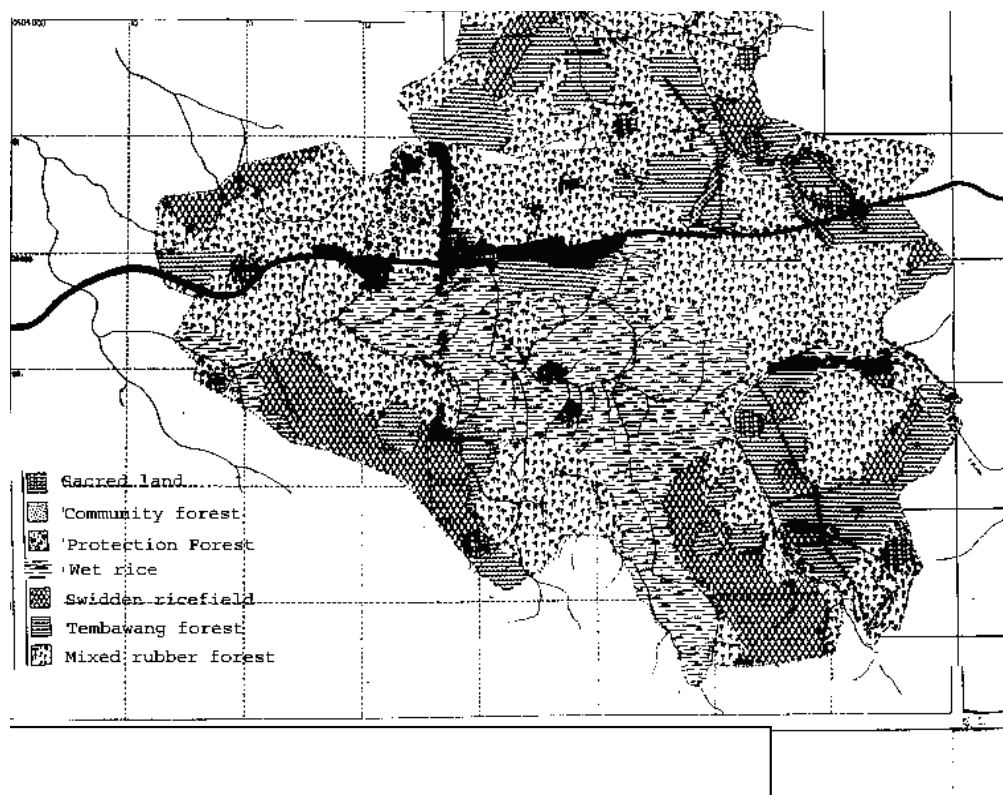 Sacred land
Community forest
Protection Forest
Wet rice
Swidden ricefield
Tembawang forest
Mixed rubber forest